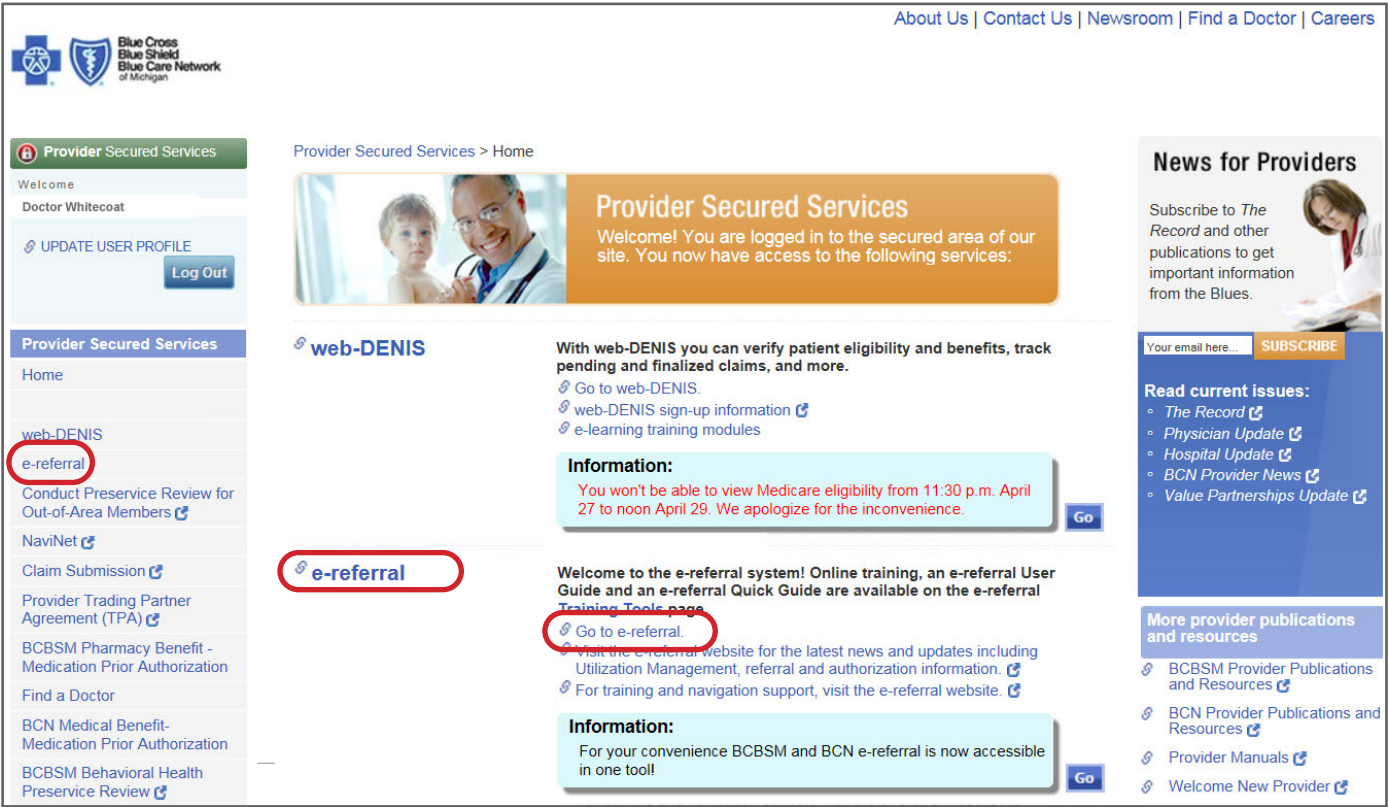 About Us | Contact Us | Newsroom | Find a Doctor | Careers
Blue Cross
Blue Shield
Blue Care Network
of Michigan
Provider Secured Services
Welcome
Doctor Whitecoat
UPDATE USER PROFILE
Log Out
Provider Secured Services
Home
web-DENIS
e-referral
Conduct Preservice Review for
Out-of-Area Members
NaviNet
Claim Submission
Provider Trading Partner
Agreement (TPA)
BCBSM Pharmacy Benefit -
Medication Prior Authorization
Find a Doctor
BCN Medical Benefit-
Medication Prior Authorization
BCBSM Behavioral Health
Preservice Review
Provider Secured Services > Home
Provider Secured Services
Welcome! You are logged in to the secured area of our
site. You now have access to the following services:
web-DENIS
With web-DENIS you can verify patient eligibility and benefits, track
pending and finalized claims, and more.
Go to web-DENIS.
web-DENIS sign-up information
e-learning training modules
Information:
You won't be able to view Medicare eligibility from 11:30 p.m. April
27 to noon April 29. We apologize for the inconvenience.
Go
e-referral
Welcome to the e-referral system! Online training, an e-referral User
Guide and an e-referral Quick Guide are available on the e-referral
Training Tools page.
Go to e-referral.
Visit the e-referral website for the latest news and updates including
Utilization Management, referral and authorization information.
For training and navigation support, visit the e-referral website.
Information:
For your convenience BCBSM and BCN e-referral is now accessible
in one tool!
Go
News for Providers
Subscribe to The
Record and other
publications to get
important information
from the Blues.
Your email here...
SUBSCRIBE
Read current issues:
The Record
Physician Update
Hospital Update
BCN Provider News
Value Partnerships Update
More provider publications
and resources
BCBSM Provider Publications
and Resources
BCN Provider Publications and
Resources
Provider Manuals
Welcome New Provider